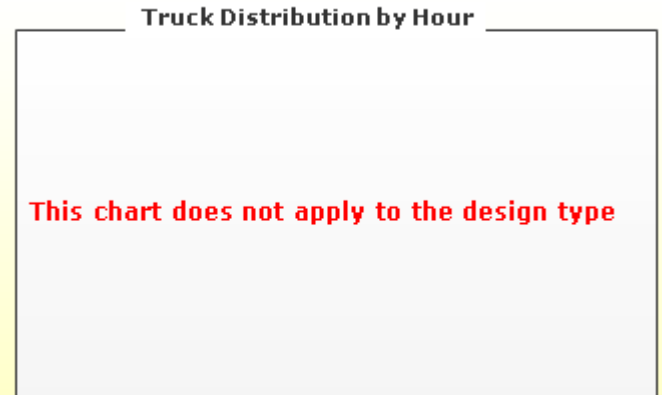 Truck Distribution by Hour
This chart does not apply to the design type